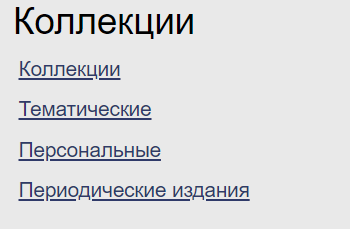 Коллекции
Коллекции
Тематические
Персональные
Периодические издания